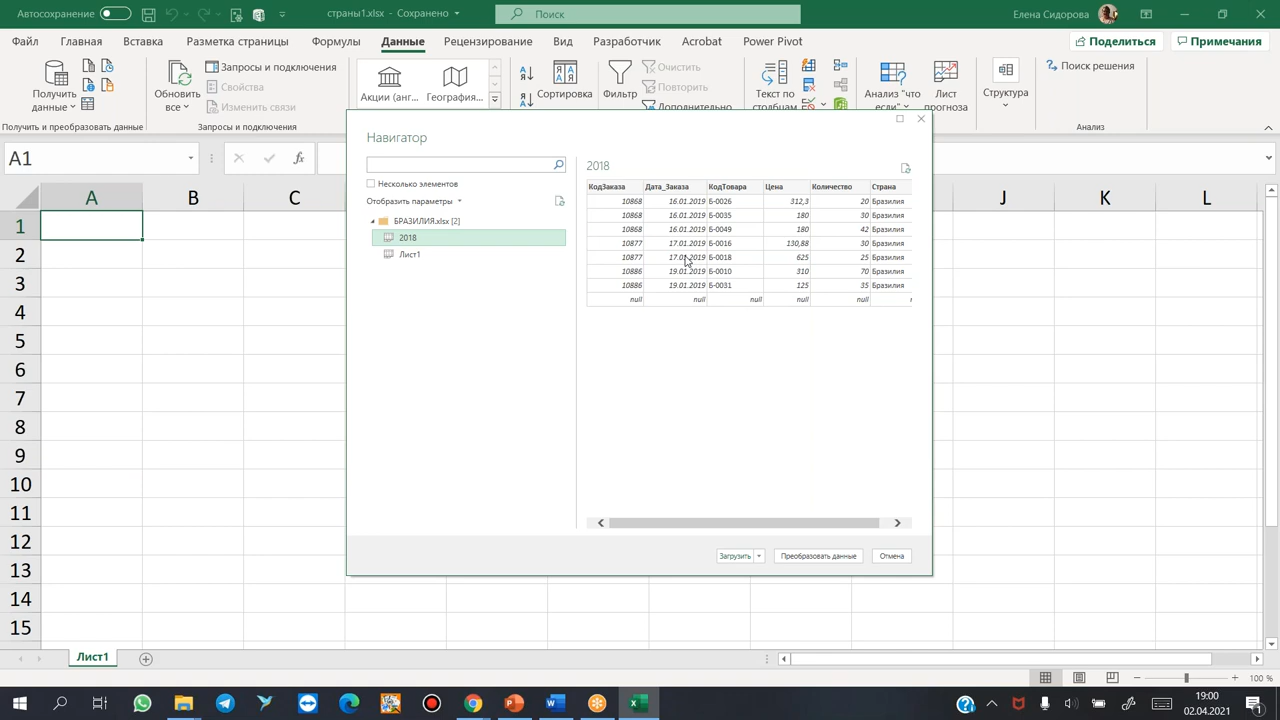 Автосохранение
страны1.xlsx - Сохранено
Поиск
Елена Сидорова
Файл Главная Вставка Разметка страницы Формулы Данные Рецензирование Вид Разработчик Acrobat Power Pivot
Поделиться Примечания
Получить данные
Обновить все
Запросы и подключения
Свойства
Изменить связи
Акции (анг... География...
Сортировка
Фильтр
Очистить
Повторить
Дополнительно
Текст по столбцам
Анализ "что если"
Лист прогноза
Структура
Поиск решения
Получить и преобразовать данные Запросы и подключения Анализ
A1
A B C J K L
1
2
3
4
5
6
7
8
9
10
11
12
13
14
15
Навигатор
Несколько элементов
Отобразить параметры
БРАЗИЛИЯ.xlsx [2]
2018
Лист1
2018
КодЗаказа Дата_Заказа КодТовара Цена Количество Страна
10868 16.01.2019 Б-0026 312,3 20 Бразилия
10868 16.01.2019 Б-0035 180 30 Бразилия
10868 16.01.2019 Б-0049 180 42 Бразилия
10877 17.01.2019 Б-0016 130,88 30 Бразилия
10877 17.01.2019 Б-0018 625 25 Бразилия
10886 19.01.2019 Б-0010 310 70 Бразилия
10886 19.01.2019 Б-0031 125 35 Бразилия
null null null null null
Загрузить Преобразовать данные Отмена
Лист1
100 %
19:00
02.04.2021